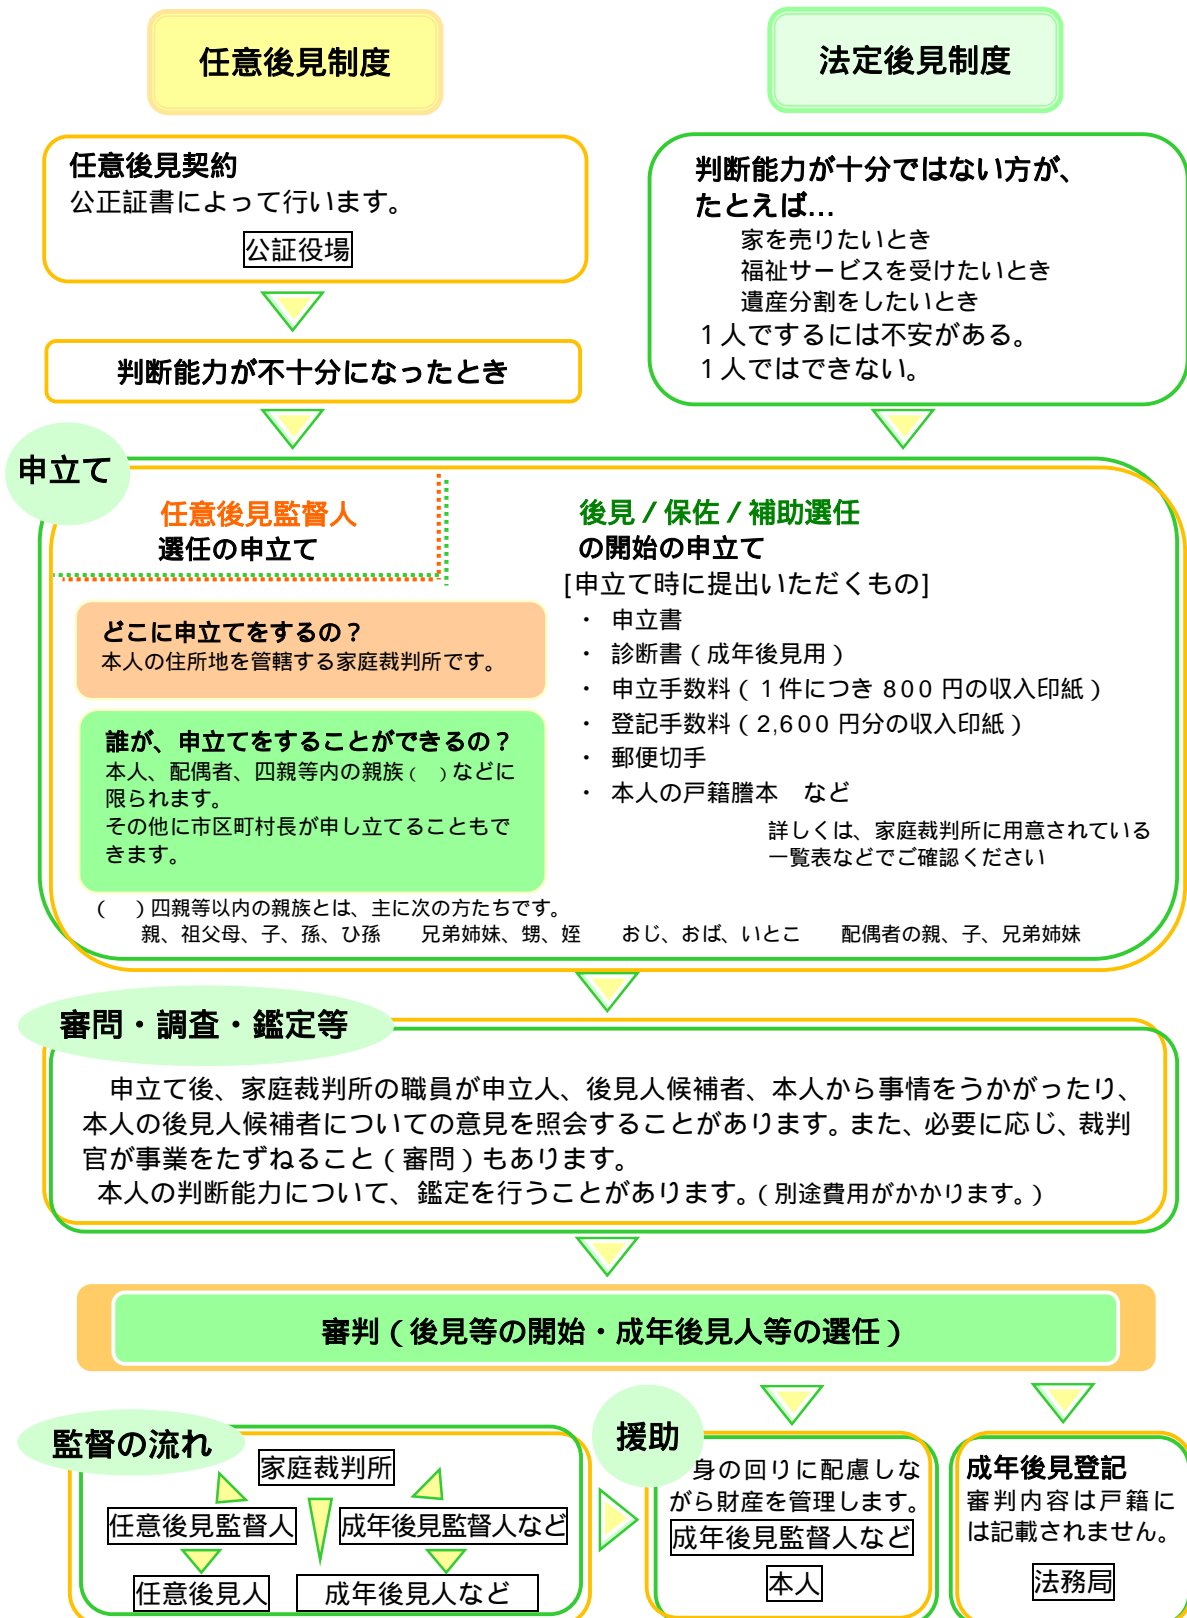 任意後見制度
法定後見制度
任意後見契約
公正証書によって行います。
公証役場
判断能力が不十分になったとき
判断能力が十分ではない方が、
たとえば…
家を売りたいとき
福祉サービスを受けたいとき
遺産分割をしたいとき
1人でするには不安がある。
1人ではできない。
申立て
任意後見監督人
選任の申立て
どこに申立てをするの？
本人の住所地を管轄する家庭裁判所です。
誰が、申立てをすることができるの？
本人、配偶者、四親等内の親族（　）などに
限られます。
その他に市区町村長が申し立てることもで
きます。
後見／保佐／補助選任
の開始の申立て
[申立て時に提出いただくもの]
・ 申立書
・ 診断書（成年後見用）
・ 申立手数料（1件につき 800 円の収入印紙）
・ 登記手数料（2,600 円分の収入印紙）
・ 郵便切手
・ 本人の戸籍謄本　など
詳しくは、家庭裁判所に用意されている
一覧表などでご確認ください
（　）四親等以内の親族とは、主に次の方たちです。
親、祖父母、子、孫、ひ孫　兄弟姉妹、甥、姪　おじ、おば、いとこ　配偶者の親、子、兄弟姉妹
審問・調査・鑑定等
申立て後、家庭裁判所の職員が申立人、後見人候補者、本人から事情をうかがったり、
本人の後見人候補者についての意見を照会することがあります。また、必要に応じ、裁判
官が事業をたずねること（審問）もあります。
本人の判断能力について、鑑定を行うことがあります。（別途費用がかかります。）
審判（後見等の開始・成年後見人等の選任）
監督の流れ
家庭裁判所
任意後見監督人
成年後見監督人など
任意後見人
成年後見人など
援助
身の回りに配慮しな
がら財産を管理します。
成年後見監督人など
本人
成年後見登記
審判内容は戸籍に
は記載されません。
法務局